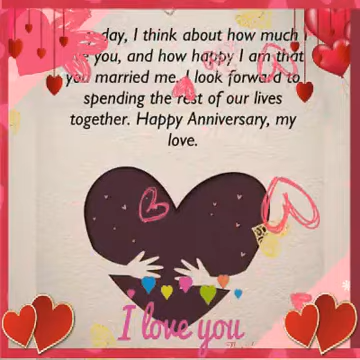 day, I think about how much I
you, and how happy I am that
you married me. I look forward to
spending the rest of our lives
together. Happy Anniversary, my
love.
I love you